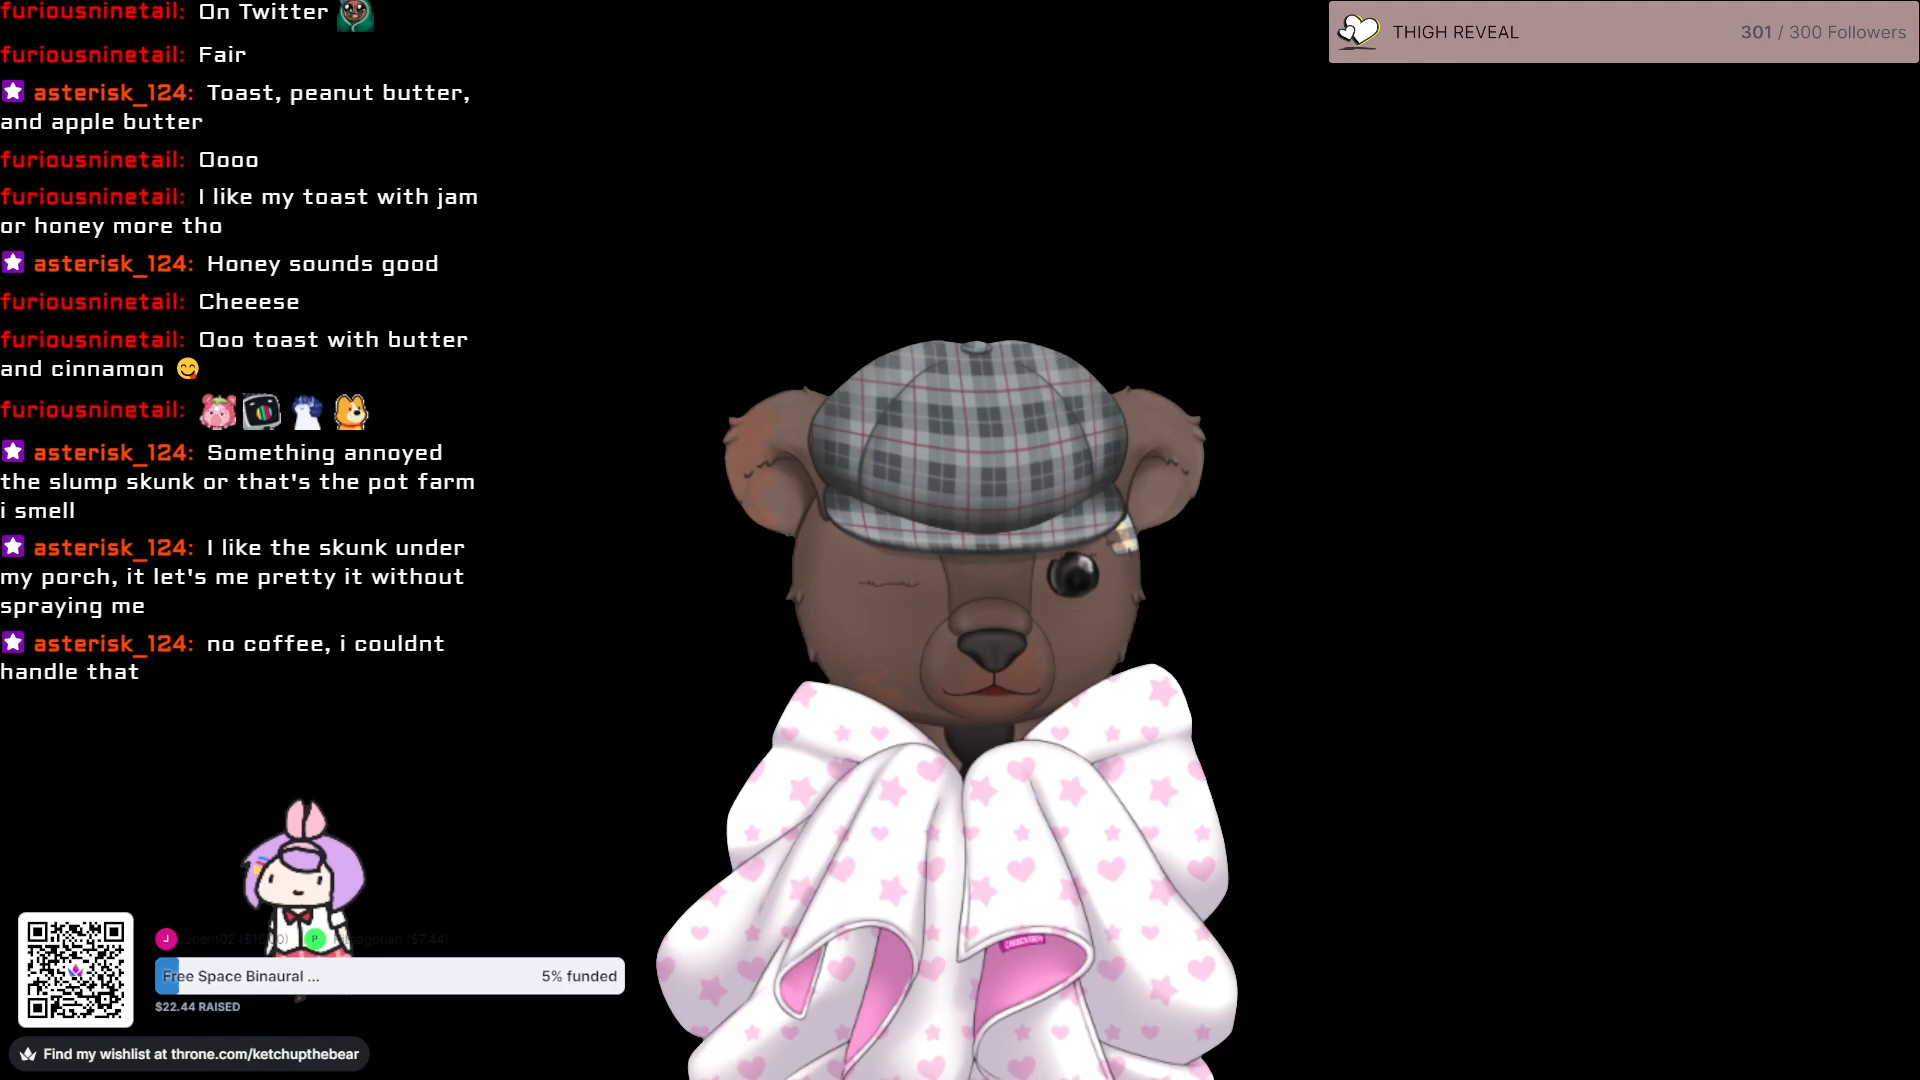 furiousninetail: On Twitter
furiousninetail: Fair
asterisk_124: Toast, peanut butter,
and apple butter
furiousninetail: Oooo
furiousninetail: I like my toast with jam
or honey more tho
asterisk_124: Honey sounds good
furiousninetail: Cheeese
furiousninetail: Ooo toast with butter
and cinnamon 😋
furiousninetail:
asterisk_124: Something annoyed
the slump skunk or that's the pot farm
i smell
asterisk_124: I like the skunk under
my porch, it let's me pretty it without
spraying me
asterisk_124: no coffee, i couldnt
handle that
THIGH REVEAL
301 / 300 Followers
J
P
($7.44)
Free Space Binaural ...
5% funded
$22.44 RAISED
Find my wishlist at throne.com/ketchupthebear